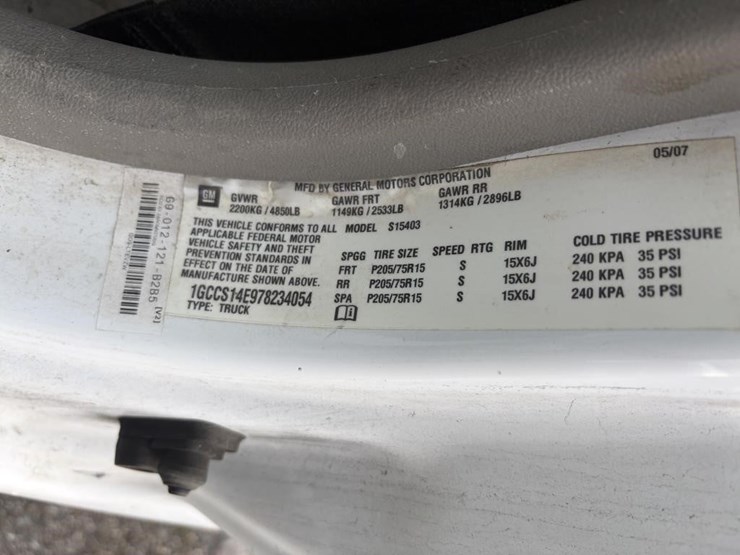 05/07
MFD BY GENERAL MOTORS CORPORATION
GM GVWR GAWR FRT GAWR RR
2200KG / 4850LB 1149KG / 2533LB 1314KG / 2896LB
THIS VEHICLE CONFORMS TO ALL MODEL S15403
APPLICABLE FEDERAL MOTOR
VEHICLE SAFETY AND THEFT
PREVENTION STANDARDS IN
EFFECT ON THE DATE OF
MANUFACTURE SHOWN ABOVE.
1GCCS14E978234054
TYPE: TRUCK
SPGG TIRE SIZE SPEED RTG RIM COLD TIRE PRESSURE
FRT P205/75R15 S 15X6J 240 KPA 35 PSI
RR P205/75R15 S 15X6J 240 KPA 35 PSI
SPA P205/75R15 S 15X6J 240 KPA 35 PSI
69-012-121-8285 [V2]